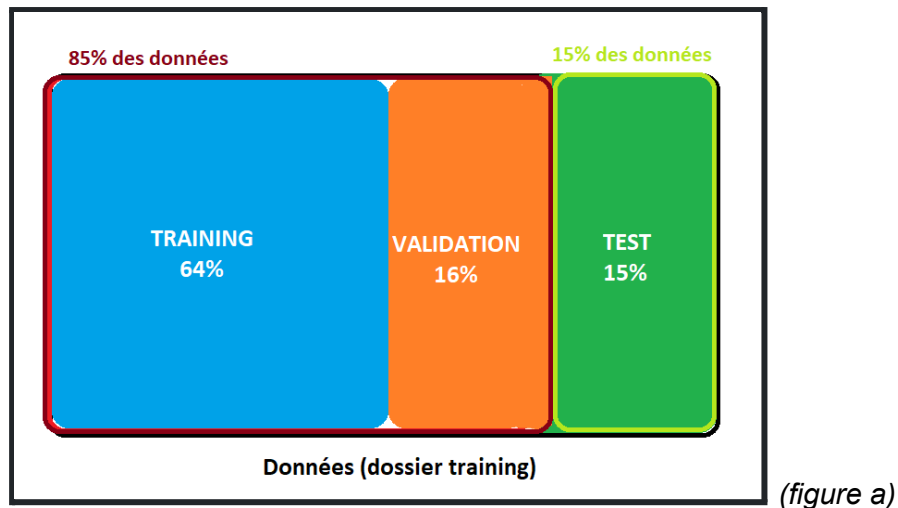 85% des données
15% des données
TRAINING
64%
VALIDATION
16%
TEST
15%
Données (dossier training)
(figure a)